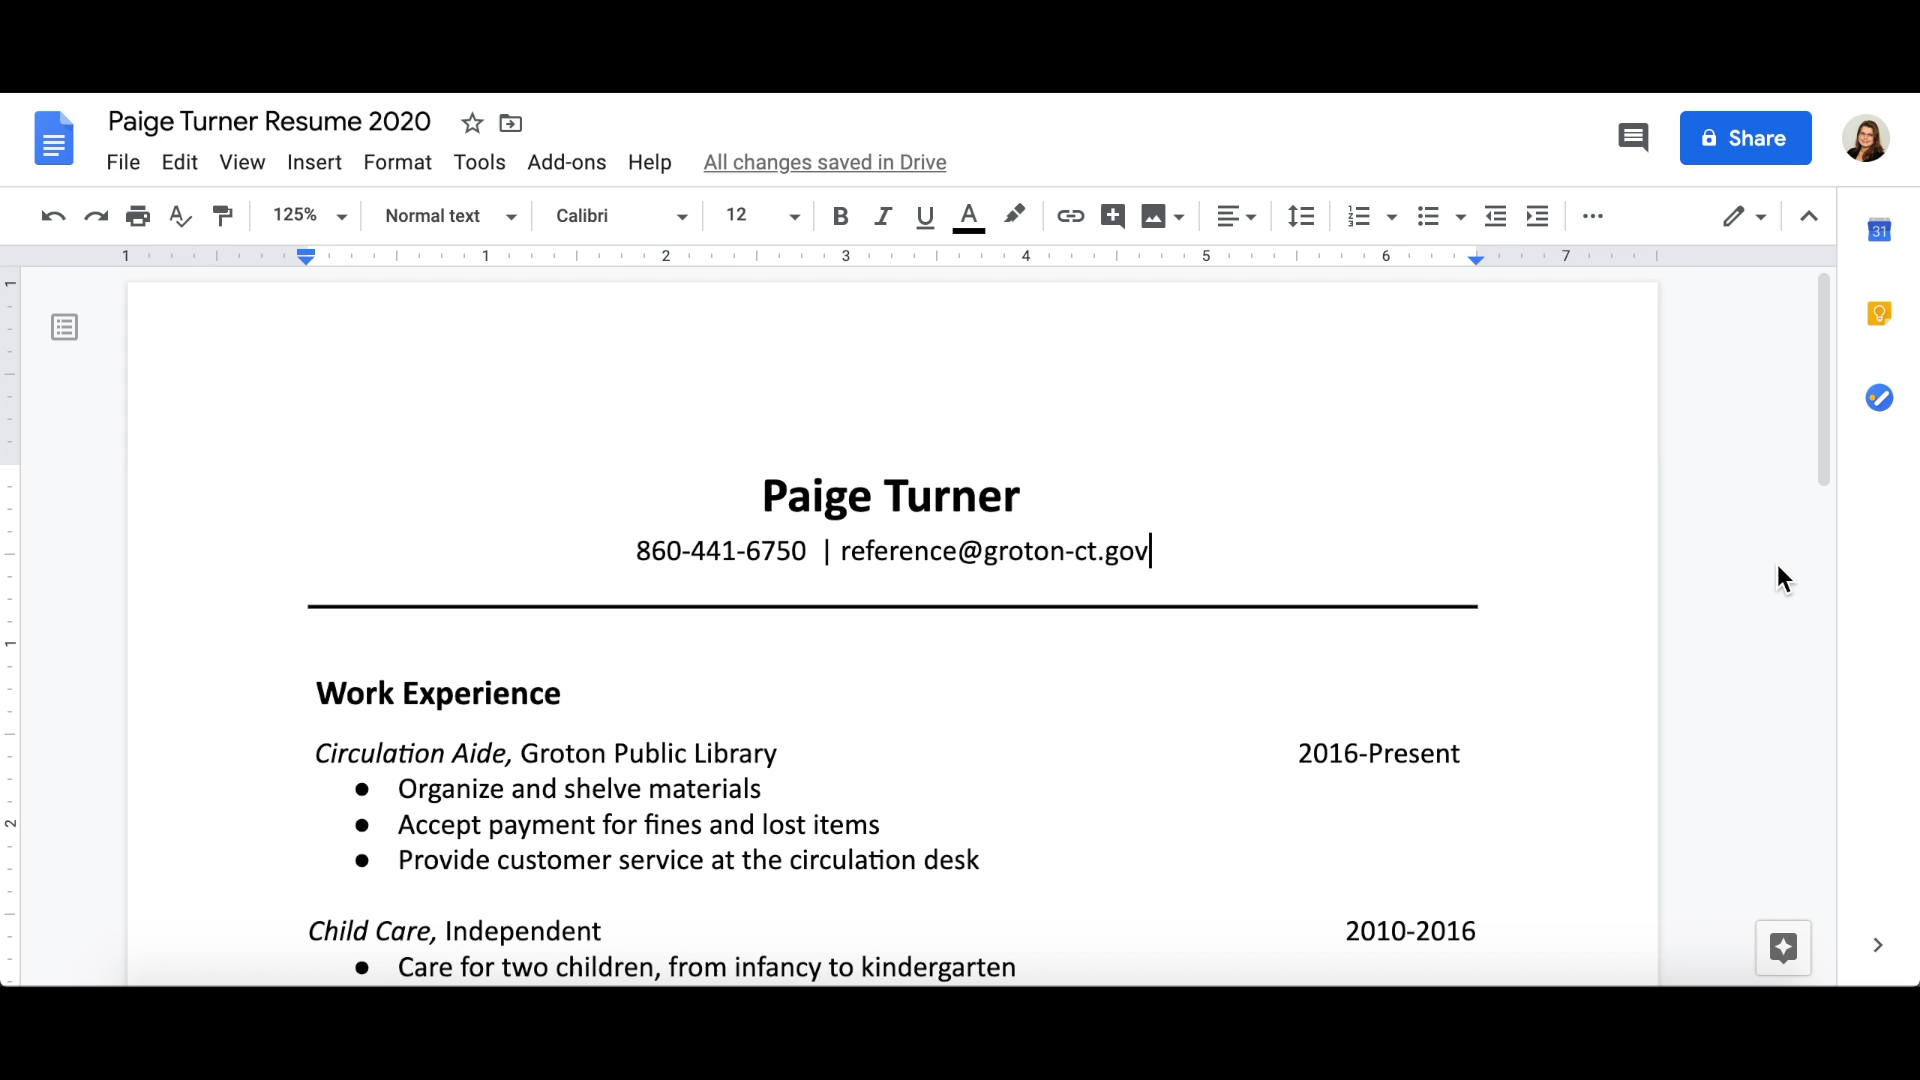 Paige Turner Resume 2020
File Edit View Insert Format Tools Add-ons Help All changes saved in Drive
Share
125% Normal text Calibri 12 B I U A
31
1 1 2 3 4 5 6 7
1
Paige Turner
860-441-6750 | reference@groton-ct.gov
1
Work Experience
Circulation Aide, Groton Public Library 2016-Present
● Organize and shelve materials
2
● Accept payment for fines and lost items
● Provide customer service at the circulation desk
Child Care, Independent 2010-2016
● Care for two children, from infancy to kindergarten